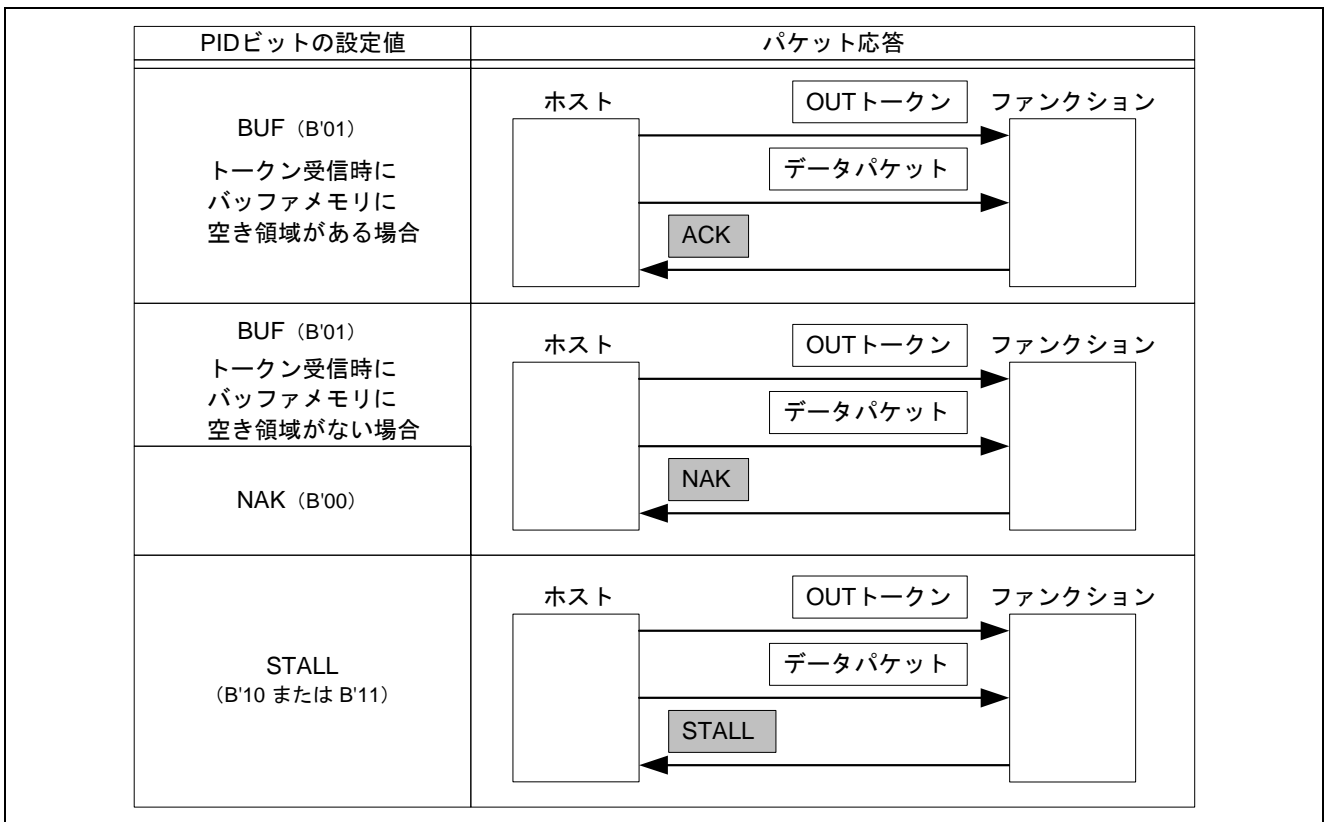 PIDビットの設定値
パケット応答
BUF（B'01）
トークン受信時に
バッファメモリに
空き領域がある場合
ホスト
OUTトークン
ファンクション
データパケット
ACK
BUF（B'01）
トークン受信時に
バッファメモリに
空き領域がない場合
NAK（B'00）
ホスト
OUTトークン
ファンクション
データパケット
NAK
STALL
（B'10 または B'11）
ホスト
OUTトークン
ファンクション
データパケット
STALL